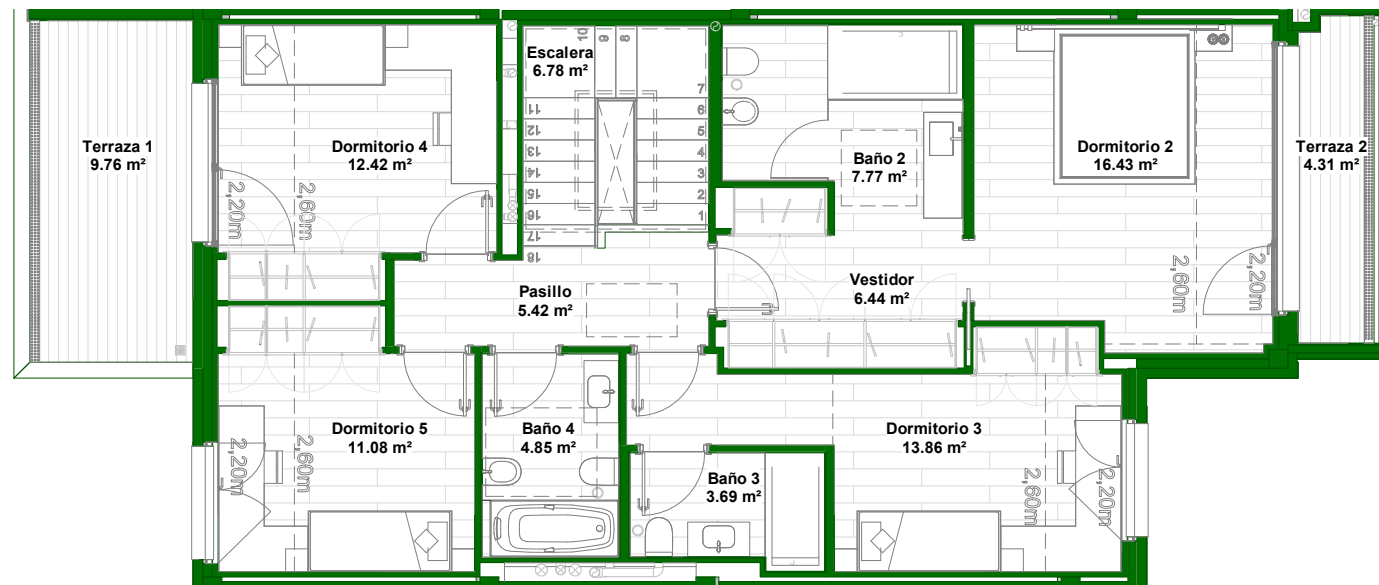 Escalera
6.78 m²
10
9
8
7
6
5
4
3
2
1
11
12
13
14
15
16
17
18
Terraza 1
9.76 m²
Dormitorio 4
12.42 m²
Baño 2
7.77 m²
Dormitorio 2
16.43 m²
Terraza 2
4.31 m²
2,20m
2,60m
Vestidor
6.44 m²
2,60m
2,20m
Pasillo
5.42 m²
Dormitorio 5
11.08 m²
Baño 4
4.85 m²
Dormitorio 3
13.86 m²
2,20m
2,60m
Baño 3
3.69 m²
2,60m
2,20m